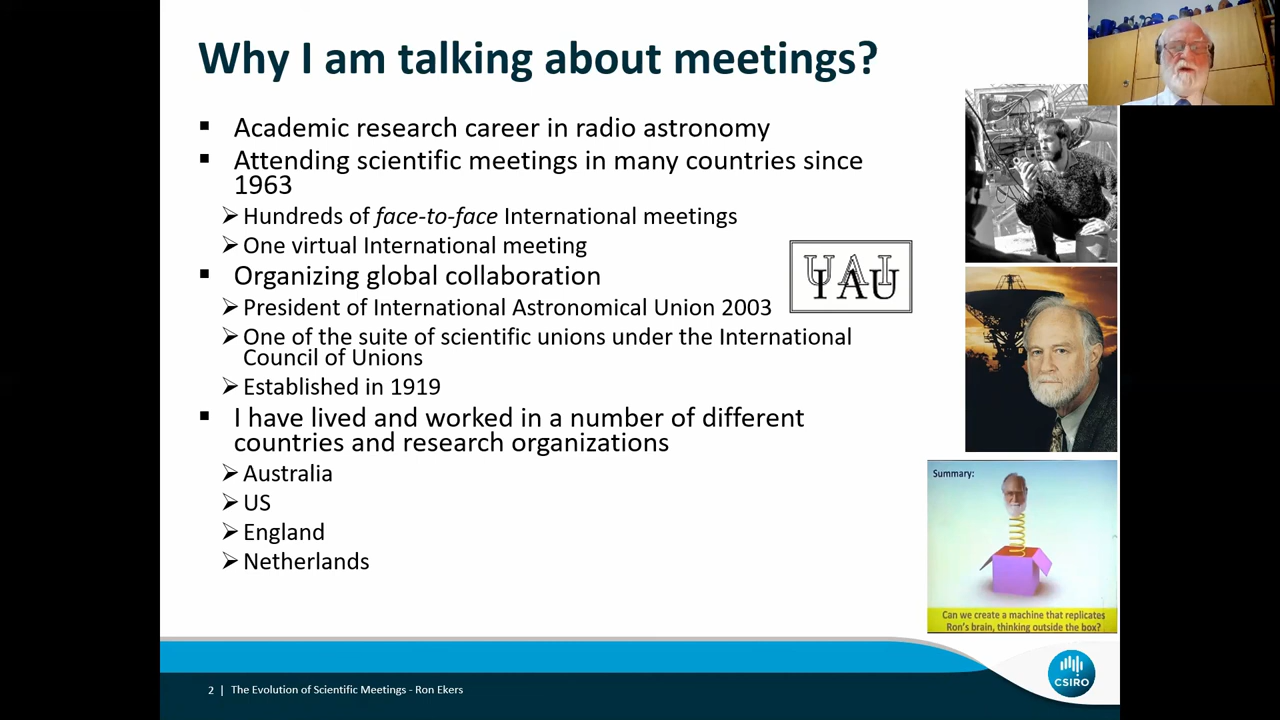 Why I am talking about meetings?
▪ Academic research career in radio astronomy
▪ Attending scientific meetings in many countries since
1963
➢ Hundreds of face-to-face International meetings
➢ One virtual International meeting
▪ Organizing global collaboration
UAI
IAU
➢ President of International Astronomical Union 2003
➢ One of the suite of scientific unions under the International
Council of Unions
➢ Established in 1919
▪ I have lived and worked in a number of different
countries and research organizations
➢ Australia
➢ US
➢ England
➢ Netherlands
Summary:
Can we create a machine that replicates
Ron's brain, thinking outside the box?
2 | The Evolution of Scientific Meetings - Ron Ekers
CSIRO